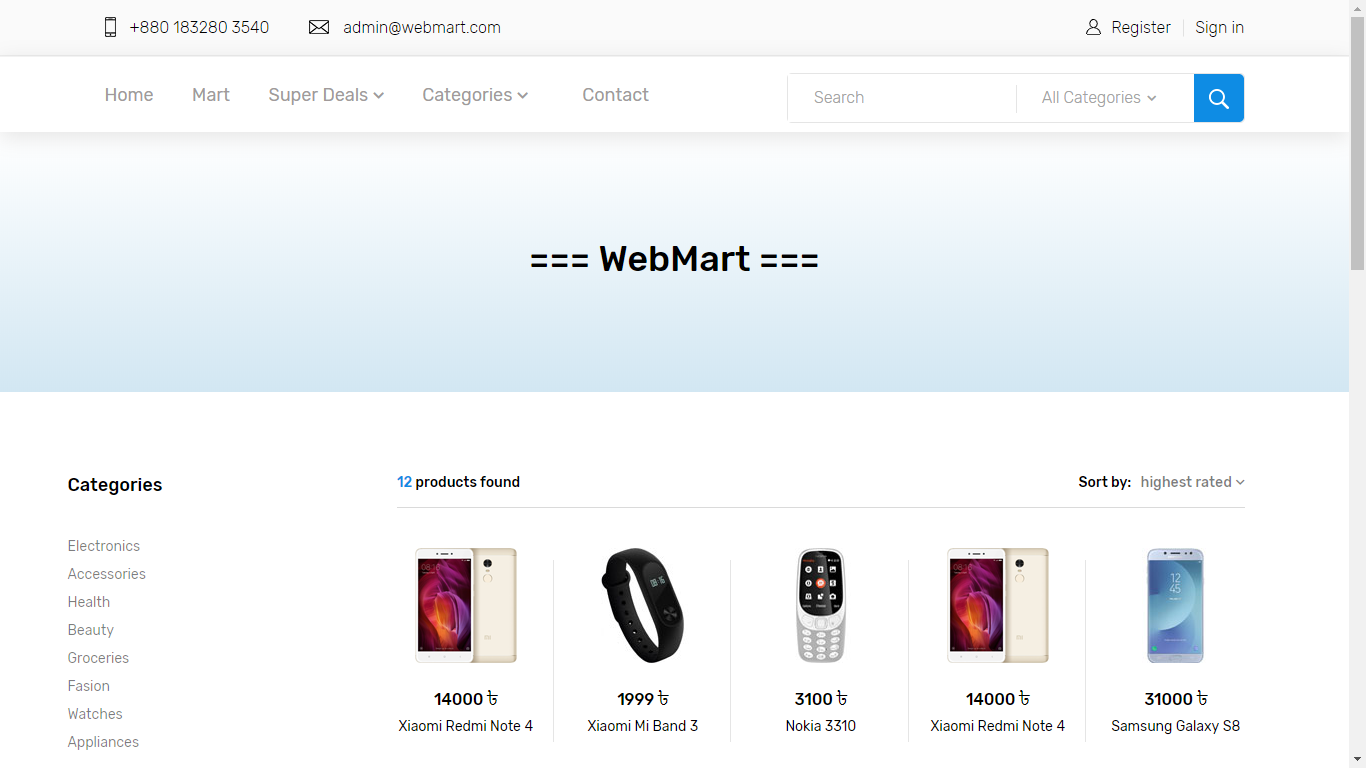 +880 183280 3540
admin@webmart.com
Register
Sign in
Home
Mart
Super Deals
Categories
Contact
Search
All Categories
=== WebMart ===
Categories
Electronics
Accessories
Health
Beauty
Groceries
Fasion
Watches
Appliances
12 products found
Sort by: highest rated
14000 ৳
Xiaomi Redmi Note 4
1999 ৳
Xiaomi Mi Band 3
3100 ৳
Nokia 3310
14000 ৳
Xiaomi Redmi Note 4
31000 ৳
Samsung Galaxy S8